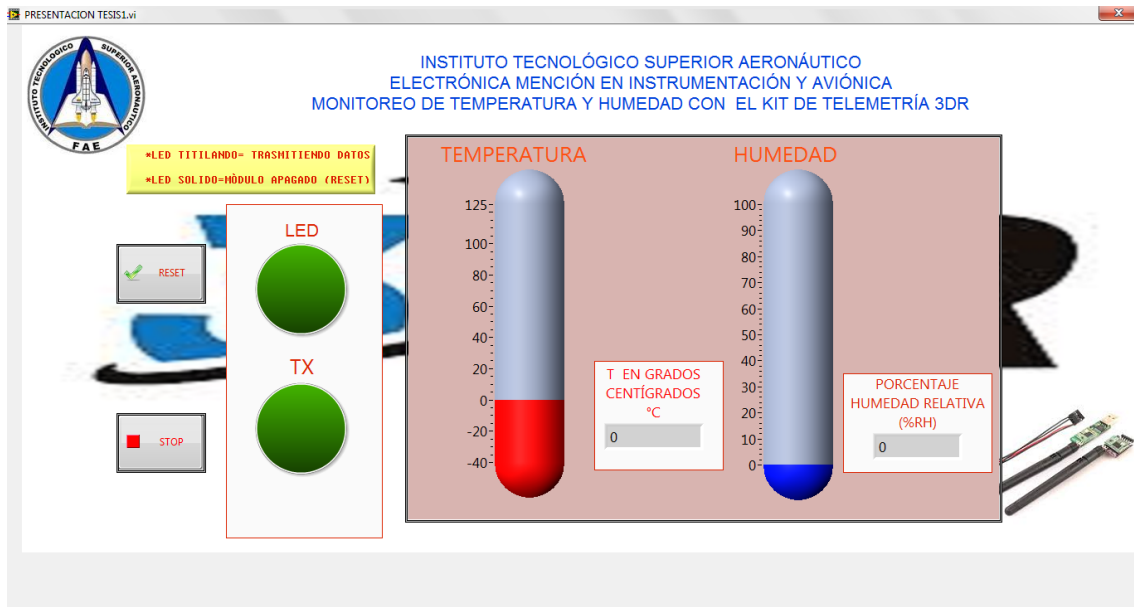 PRESENTACION TESIS1.vi
INSTITUTO TECNOLÓGICO SUPERIOR AERONÁUTICO
ELECTRÓNICA MENCIÓN EN INSTRUMENTACIÓN Y AVIÓNICA
MONITOREO DE TEMPERATURA Y HUMEDAD CON EL KIT DE TELEMETRÍA 3DR
INSTITUTO TECNOLOGICO SUPERIOR AERONAUTICO
FAE
*LED TITILANDO= TRASMITIENDO DATOS
*LED SOLIDO=MÒDULO APAGADO (RESET)
RESET
STOP
LED
TX
TEMPERATURA
125
100
80
60
40
20
0
-20
-40
T EN GRADOS
CENTÍGRADOS
°C
0
HUMEDAD
100
90
80
70
60
50
40
30
20
10
0
PORCENTAJE
HUMEDAD RELATIVA
(%RH)
0